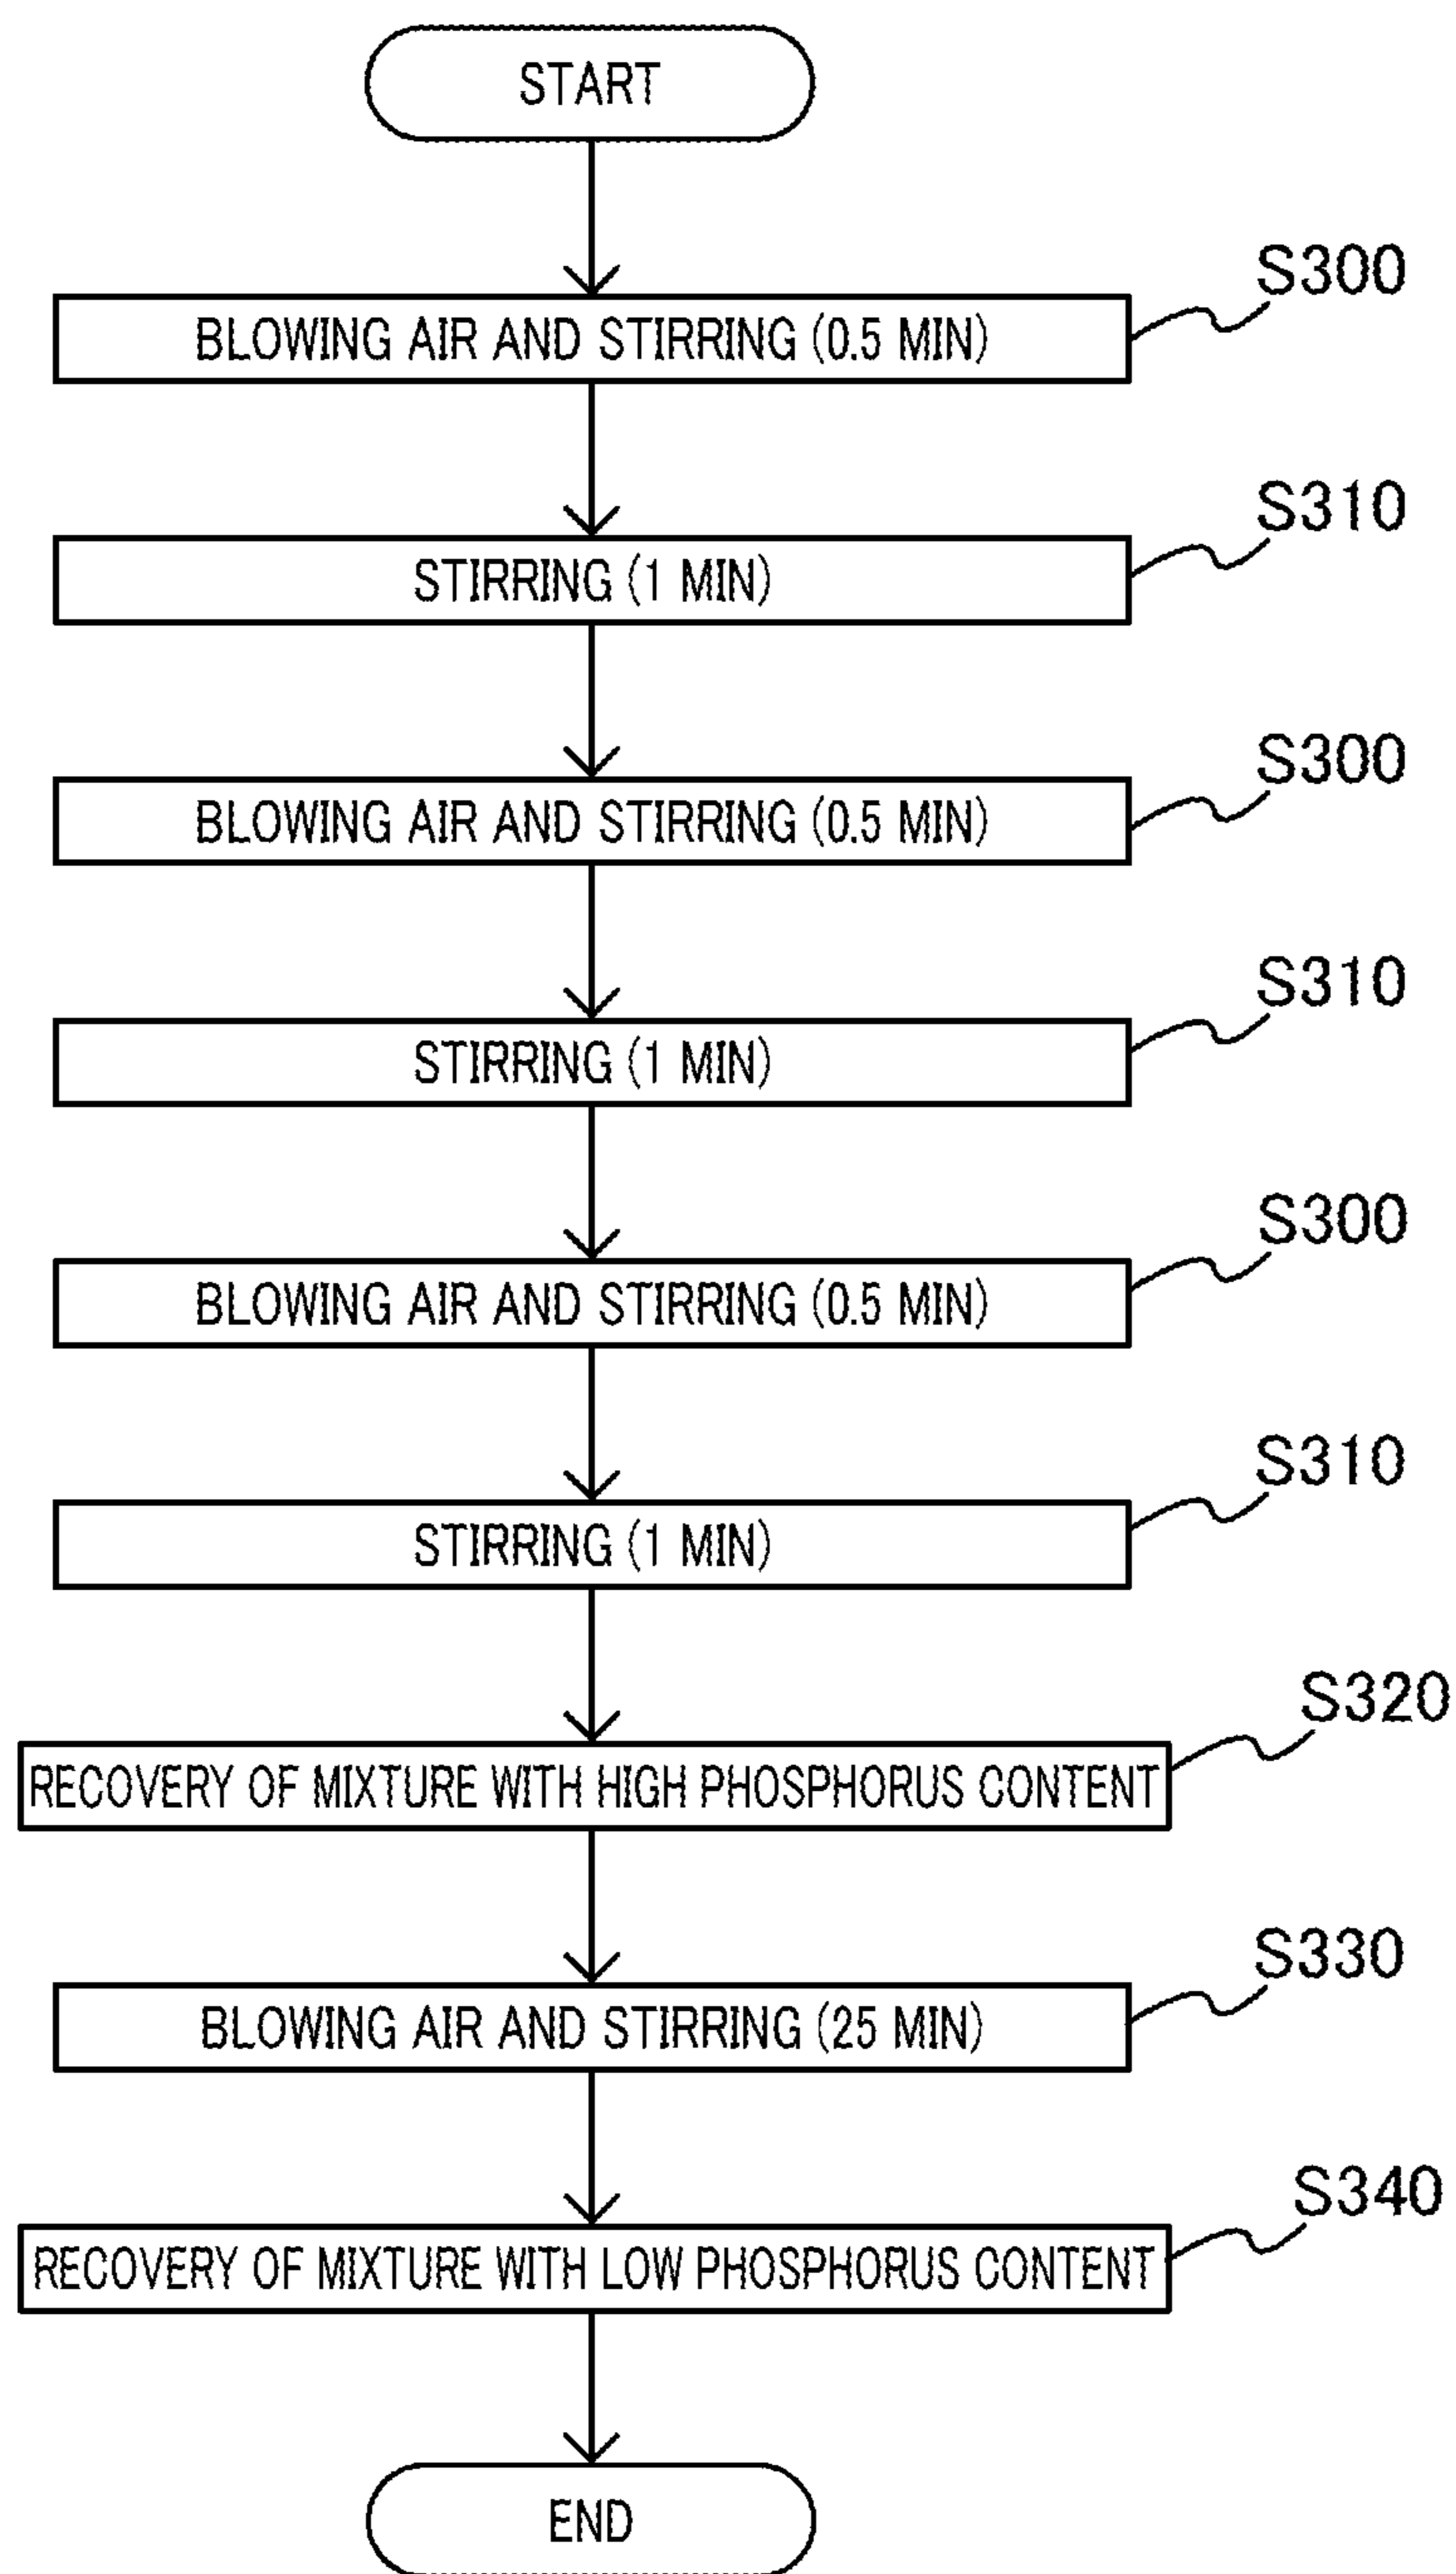 START
S300
BLOWING AIR AND STIRRING (0.5 MIN)
S310
STIRRING (1 MIN)
S300
BLOWING AIR AND STIRRING (0.5 MIN)
S310
STIRRING (1 MIN)
S300
BLOWING AIR AND STIRRING (0.5 MIN)
S310
STIRRING (1 MIN)
S320
RECOVERY OF MIXTURE WITH HIGH PHOSPHORUS CONTENT
S330
BLOWING AIR AND STIRRING (25 MIN)
S340
RECOVERY OF MIXTURE WITH LOW PHOSPHORUS CONTENT
END